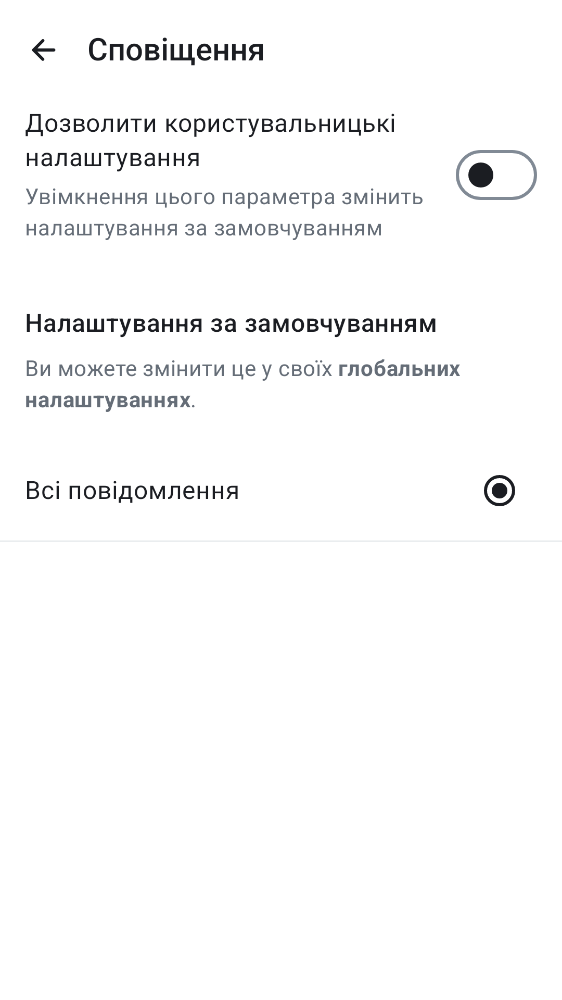 Сповіщення
Дозволити користувальницькі
налаштування
Увімкнення цього параметра змінить
налаштування за замовчуванням
Налаштування за замовчуванням
Ви можете змінити це у своїх глобальних
налаштуваннях.
Всі повідомлення